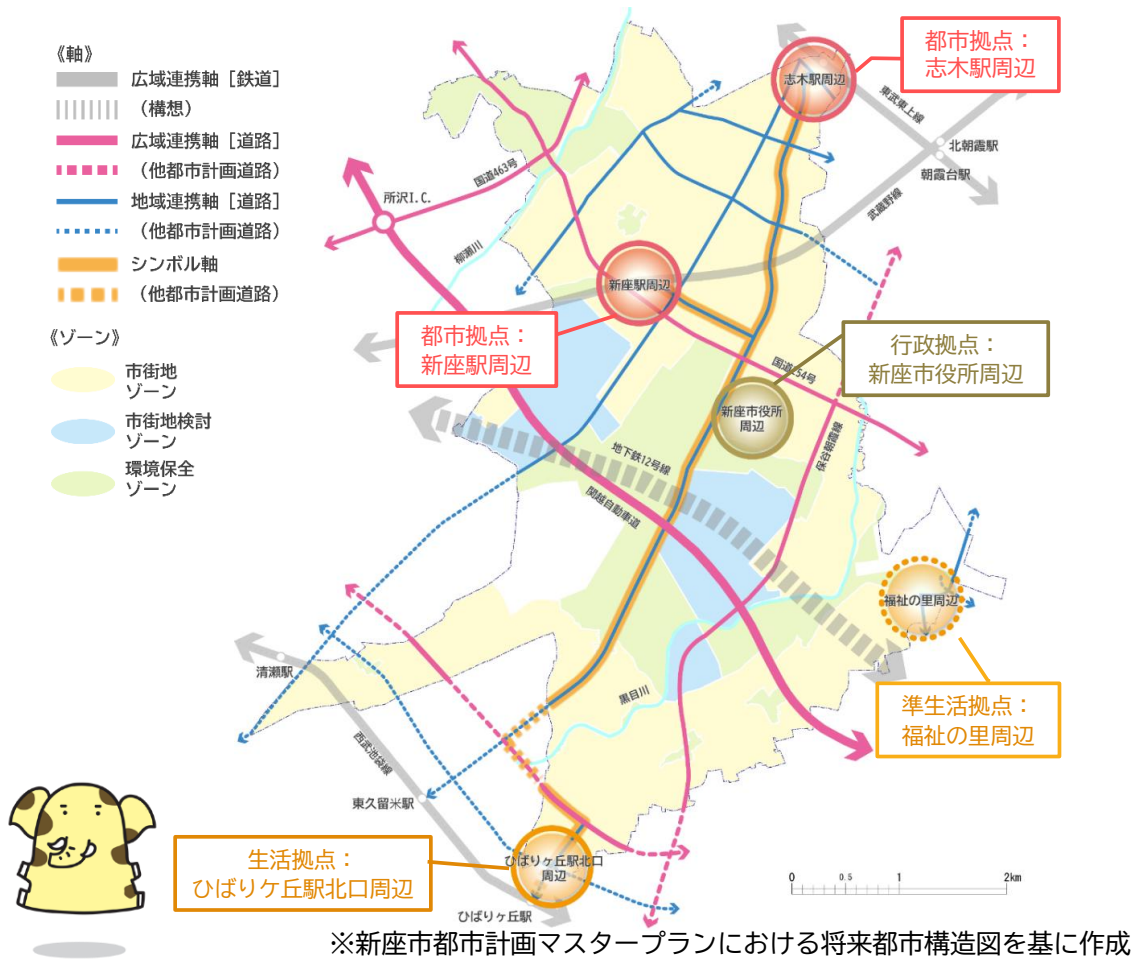 《軸》
広域連携軸［鉄道］
（構想）
広域連携軸［道路］
（他都市計画道路）
地域連携軸［道路］
（他都市計画道路）
シンボル軸
（他都市計画道路）
《ゾーン》
市街地
ゾーン
市街地検討
ゾーン
環境保全
ゾーン
都市拠点：
志木駅周辺
志木駅周辺
東武東上線
北朝霞駅
朝霞台駅
武蔵野線
国道463号
所沢I.C.
柳瀬川
新座駅周辺
都市拠点：
新座駅周辺
行政拠点：
新座市役所周辺
国道254号
新座市役所
周辺
保谷朝霞線
地下鉄12号線
関越自動車道
福祉の里周辺
準生活拠点：
福祉の里周辺
清瀬駅
黒目川
西武池袋線
東久留米駅
生活拠点：
ひばりケ丘駅北口周辺
ひばりヶ丘駅北口
周辺
ひばりヶ丘駅
0 0.5 1 2km
※新座市都市計画マスタープランにおける将来都市構造図を基に作成